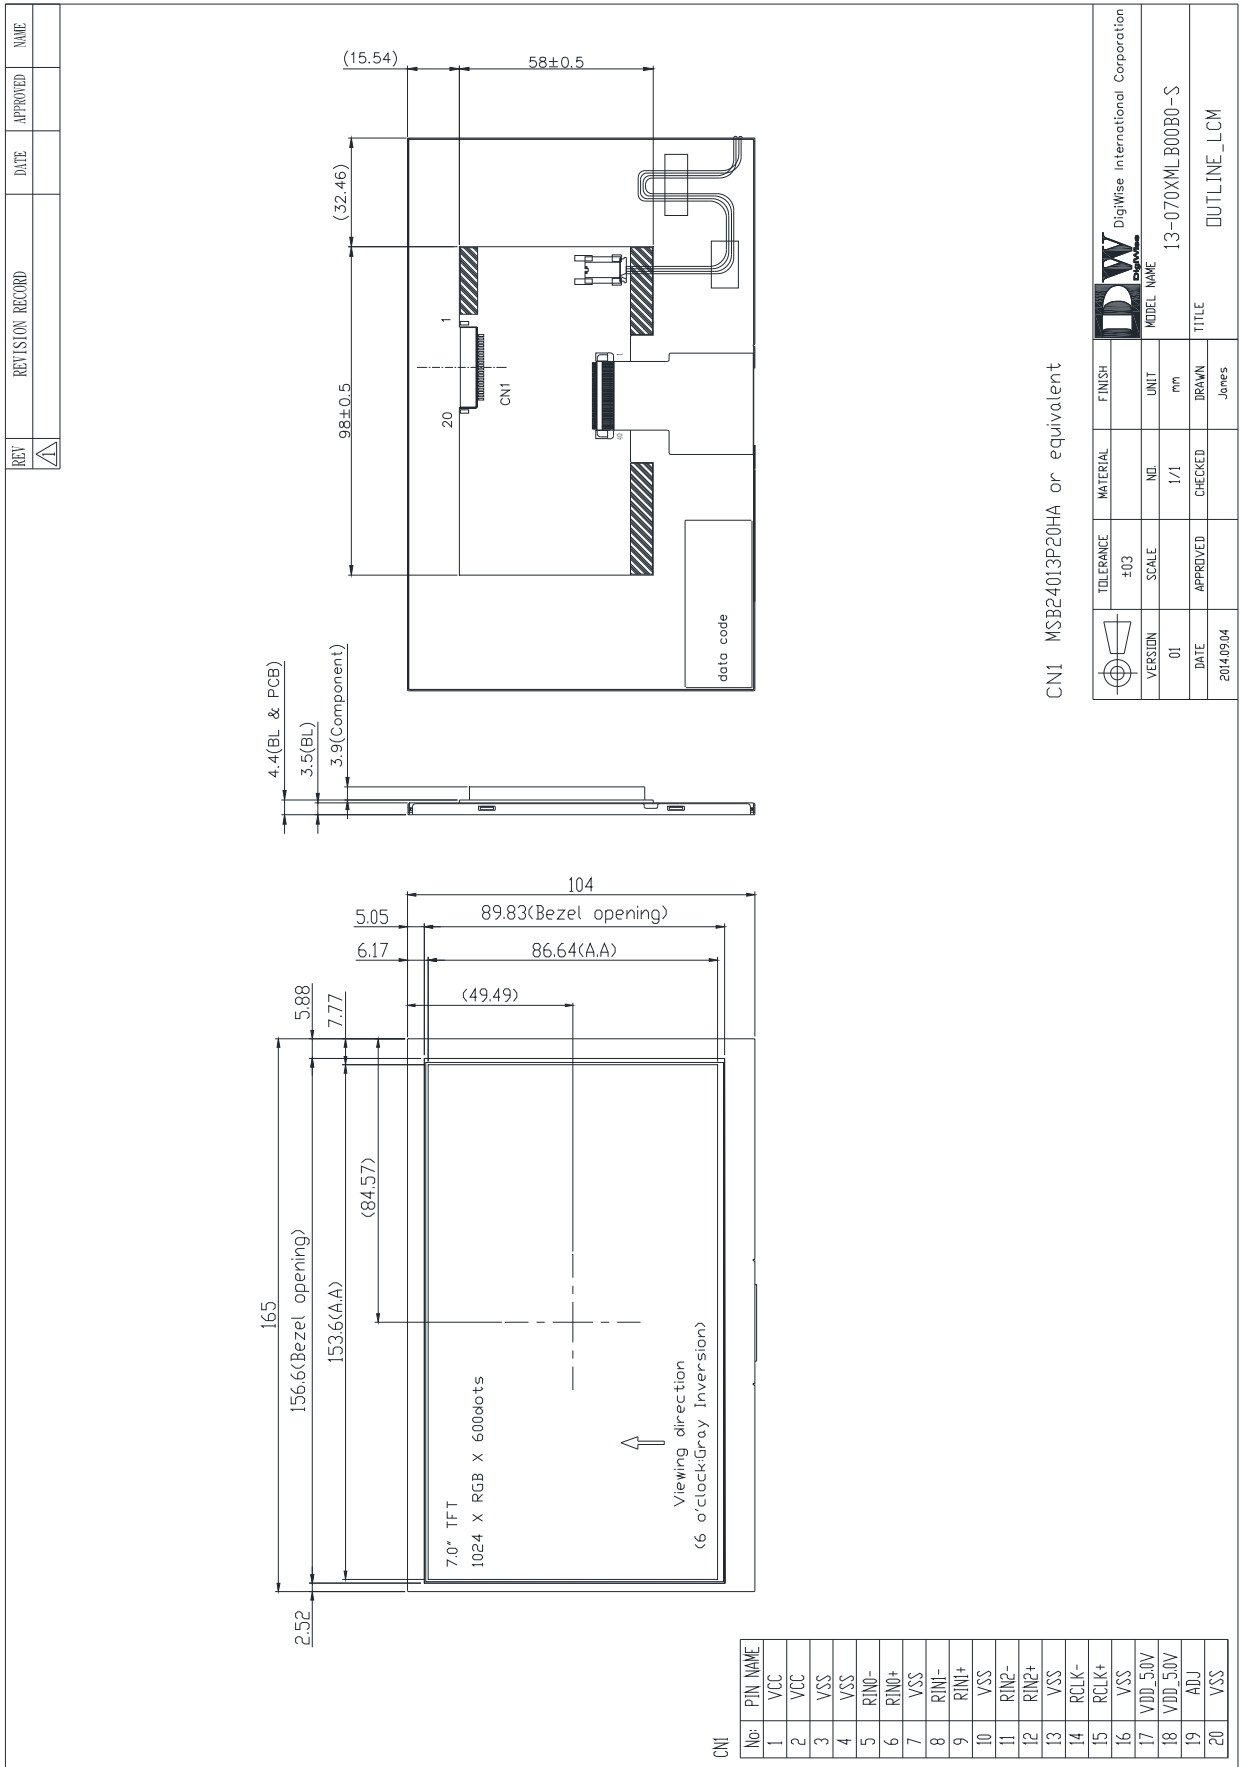 REV REVISION RECORD DATE APPROVED NAME
1
165
5.88
156.6(Bezel opening)
2.52
7.77
153.6(A.A)
(84.57)
104
5.05
89.83(Bezel opening)
6.17
86.64(A.A)
(49.49)
7.0" TFT
1024 X RGB X 600dots
Viewing direction
(6 o'clock:Gray Inversion)
4.4(BL & PCB)
3.5(BL)
3.9(Component)
98±0.5
(32.46)
(15.54)
58±0.5
20
1
CN1
1
data code
CN1 MSB24013P20HA or equivalent
CN1
No: PIN NAME
1 VCC
2 VCC
3 VSS
4 VSS
5 RIN0-
6 RIN0+
7 VSS
8 RIN1-
9 RIN1+
10 VSS
11 RIN2-
12 RIN2+
13 VSS
14 RCLK-
15 RCLK+
16 VSS
17 VDD_5.0V
18 VDD_5.0V
19 ADJ
20 VSS
TOLERANCE MATERIAL FINISH
±03
DW
DigiWise
DigiWise International Corporation
VERSION SCALE NO. UNIT MODEL NAME
01 1/1 mm 13-070XMLB00B0-S
DATE APPROVED CHECKED DRAWN TITLE
2014.09.04 James OUTLINE_LCM